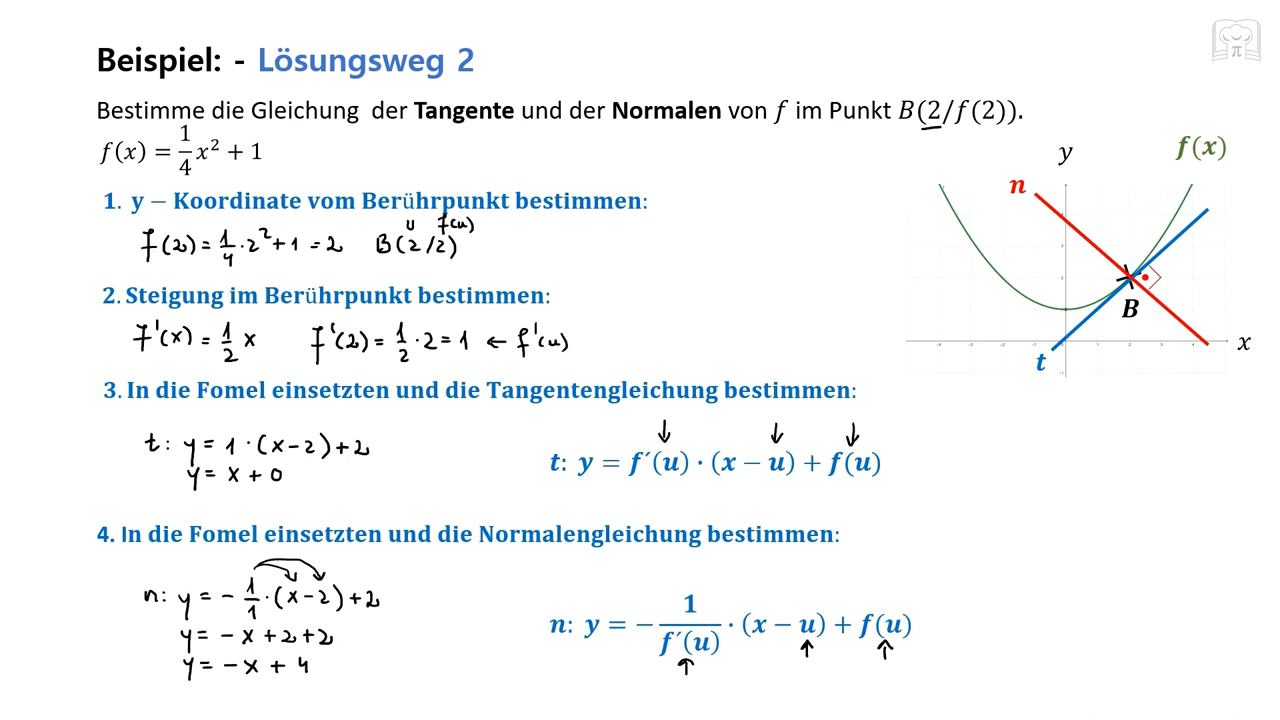 Beispiel: - Lösungsweg 2
Bestimme die Gleichung der Tangente und der Normalen von f im Punkt B(2/f(2)).
f(x) = 1/4 x² + 1
1. y − Koordinate vom Berührpunkt bestimmen:
u f(u)
f(2) = 1/4 · 2² + 1 = 2 B(2/2)
2. Steigung im Berührpunkt bestimmen:
f'(x) = 1/2 x f'(2) = 1/2 · 2 = 1 ← f'(u)
3. In die Fomel einsetzten und die Tangentengleichung bestimmen:
t: y = 1 · (x − 2) + 2
y = x + 0
t: y = f´(u) · (x − u) + f(u)
4. In die Fomel einsetzten und die Normalengleichung bestimmen:
n: y = − 1/1 · (x − 2) + 2
y = − x + 2 + 2
y = − x + 4
n: y = − 1/f´(u) · (x − u) + f(u)
y
f(x)
n
B
x
t
π